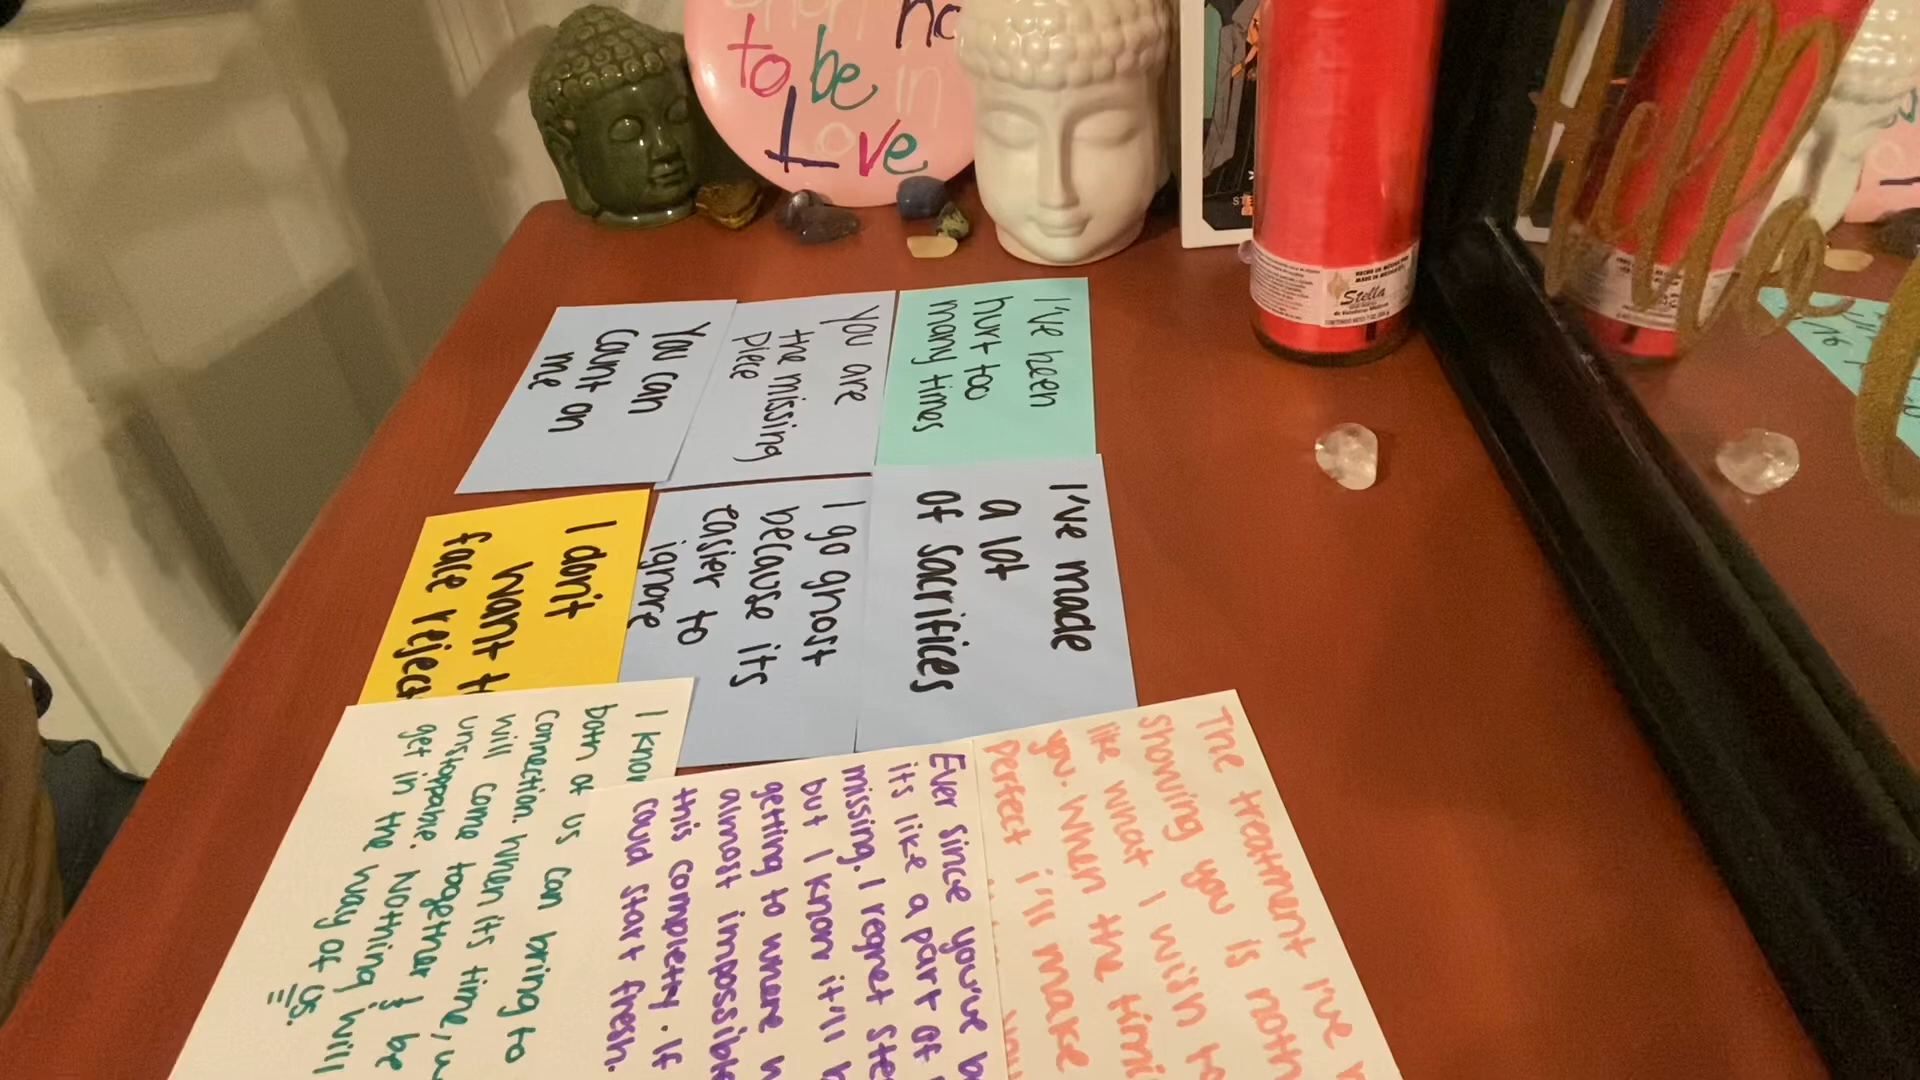 to be in
Love
Stella
Hello
You can
count on
me
You are
the missing
piece
I've been
hurt too
many times
I don't
want
face
I go ghost
because its
easier to
ignore
I've made
a lot
of sacrifices
I know
both of us can bring to
connection. When its time,
will come together & be
unstoppable. Nothing will
get in the way of us.
Ever since you've
its like a part of
missing. I regret
but I know it'll
getting to where
almost impossible
this completly. If
could start fresh.
The treatment I've
showing you is
like what I wish to
you. When the
perfect i'll make